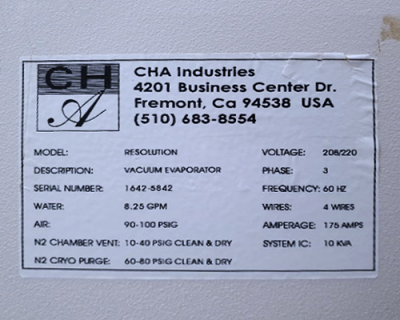 CHA
CHA Industries
4201 Business Center Dr.
Fremont, Ca 94538 USA
(510) 683-8554
MODEL: RESOLUTION VOLTAGE: 208/220
DESCRIPTION: VACUUM EVAPORATOR PHASE: 3
SERIAL NUMBER: 1642-5842 FREQUENCY: 60 HZ
WATER: 8.25 GPM WIRES: 4 WIRES
AIR: 90-100 PSIG AMPERAGE: 175 AMPS
N2 CHAMBER VENT: 10-40 PSIG CLEAN & DRY SYSTEM IC: 10 KVA
N2 CRYO PURGE: 60-80 PSIG CLEAN & DRY